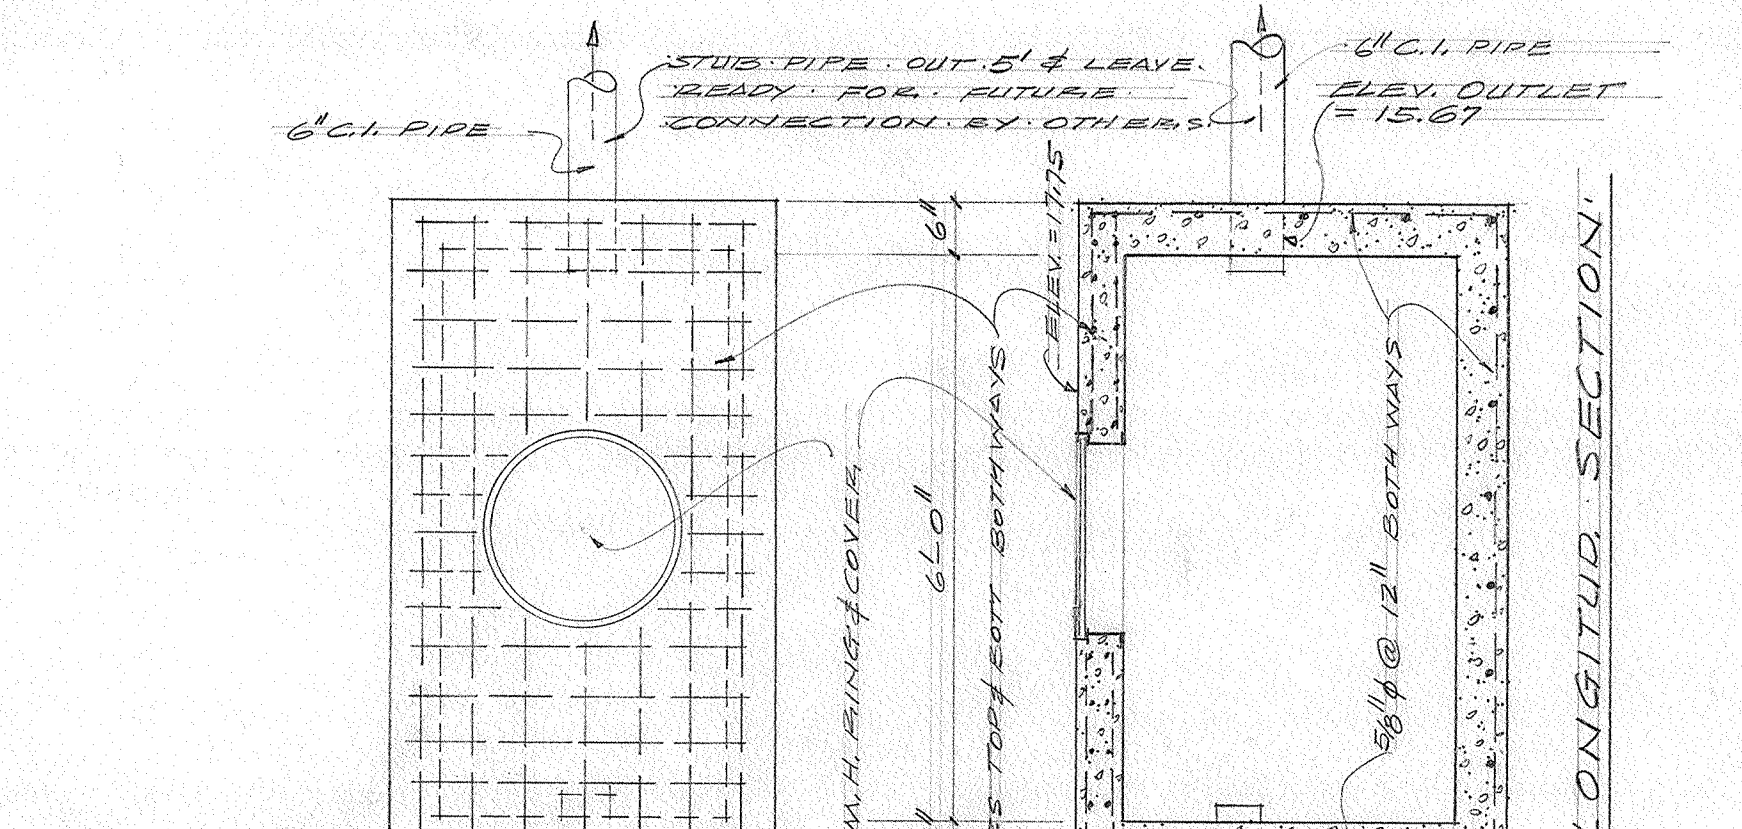 STUB PIPE OUT 5' & LEAVE
READY FOR FUTURE
CONNECTION BY OTHERS.
6" C.I. PIPE
6" C.I. PIPE
ELEV. OUTLET
= 15.67
6"
ELEV. = 17.75
6'-0"
M.H. RING & COVER
TOP & BOTT BOTH WAYS
5/8" ϕ @ 12" BOTH WAYS
LONGITUD. SECTION.